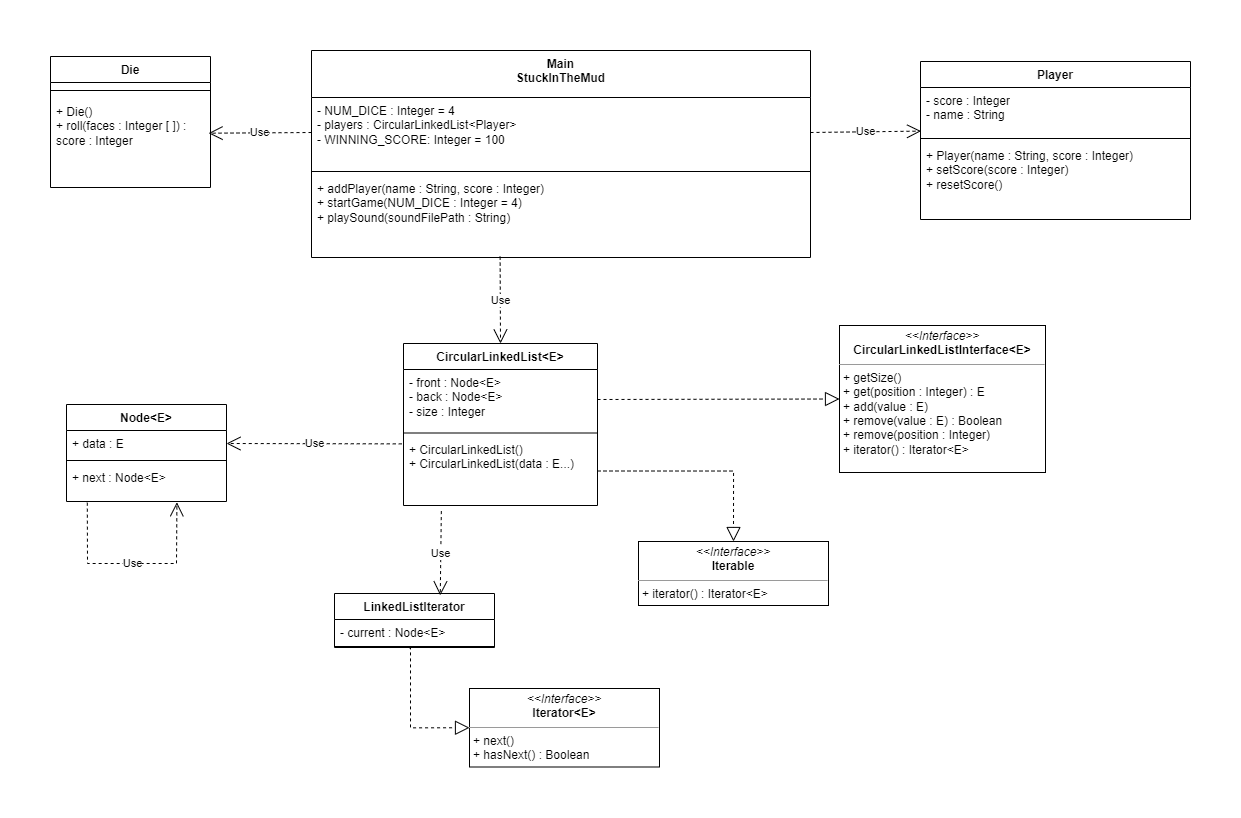 Die
+ Die()
+ roll(faces : Integer [ ]) :
score : Integer
Use
Main
StuckInTheMud
- NUM_DICE : Integer = 4
- players : CircularLinkedList<Player>
- WINNING_SCORE: Integer = 100
+ addPlayer(name : String, score : Integer)
+ startGame(NUM_DICE : Integer = 4)
+ playSound(soundFilePath : String)
Use
Player
- score : Integer
- name : String
+ Player(name : String, score : Integer)
+ setScore(score : Integer)
+ resetScore()
Use
CircularLinkedList<E>
- front : Node<E>
- back : Node<E>
- size : Integer
+ CircularLinkedList()
+ CircularLinkedList(data : E...)
<<Interface>>
CircularLinkedListInterface<E>
+ getSize()
+ get(position : Integer) : E
+ add(value : E)
+ remove(value : E) : Boolean
+ remove(position : Integer)
+ iterator() : Iterator<E>
Node<E>
+ data : E
+ next : Node<E>
Use
Use
Use
<<Interface>>
Iterable
+ iterator() : Iterator<E>
LinkedListIterator
- current : Node<E>
<<Interface>>
Iterator<E>
+ next()
+ hasNext() : Boolean